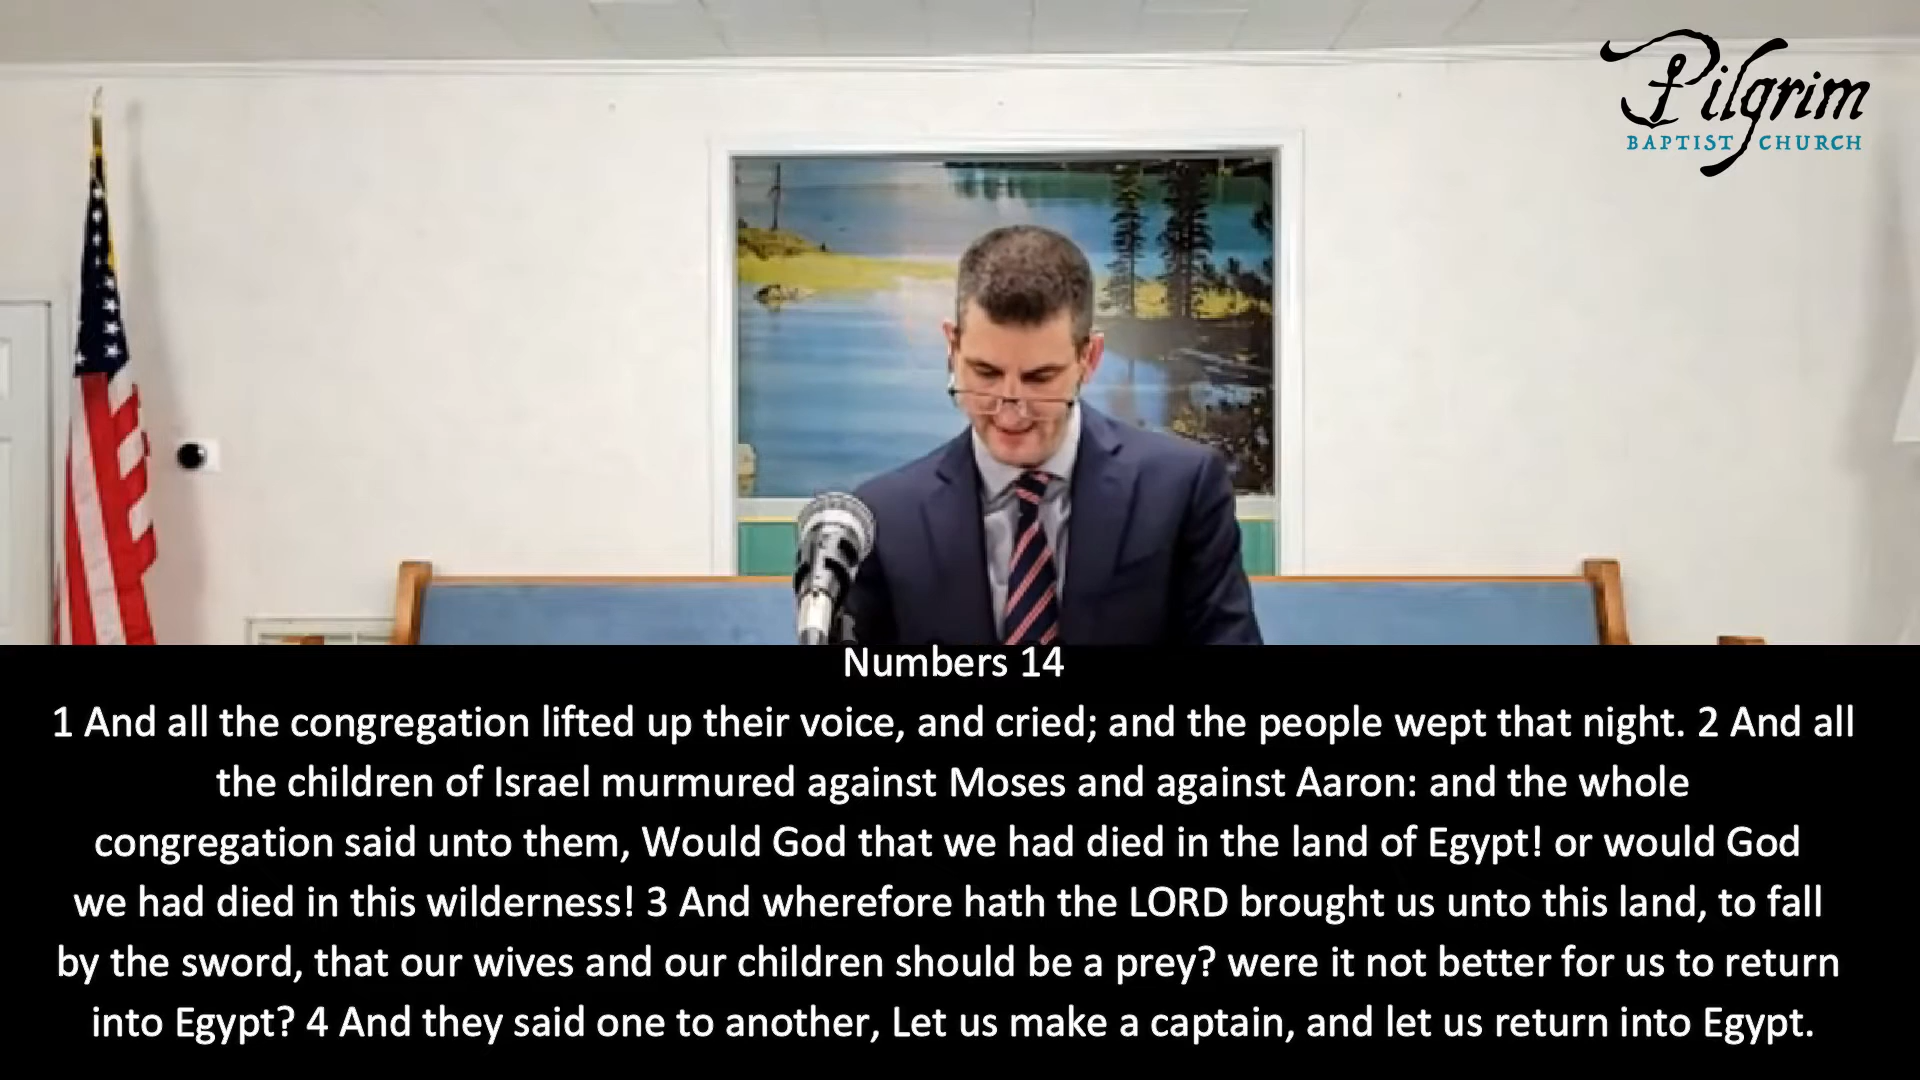 Pilgrim
BAPTIST CHURCH
Numbers 14
1 And all the congregation lifted up their voice, and cried; and the people wept that night. 2 And all
the children of Israel murmured against Moses and against Aaron: and the whole
congregation said unto them, Would God that we had died in the land of Egypt! or would God
we had died in this wilderness! 3 And wherefore hath the LORD brought us unto this land, to fall
by the sword, that our wives and our children should be a prey? were it not better for us to return
into Egypt? 4 And they said one to another, Let us make a captain, and let us return into Egypt.